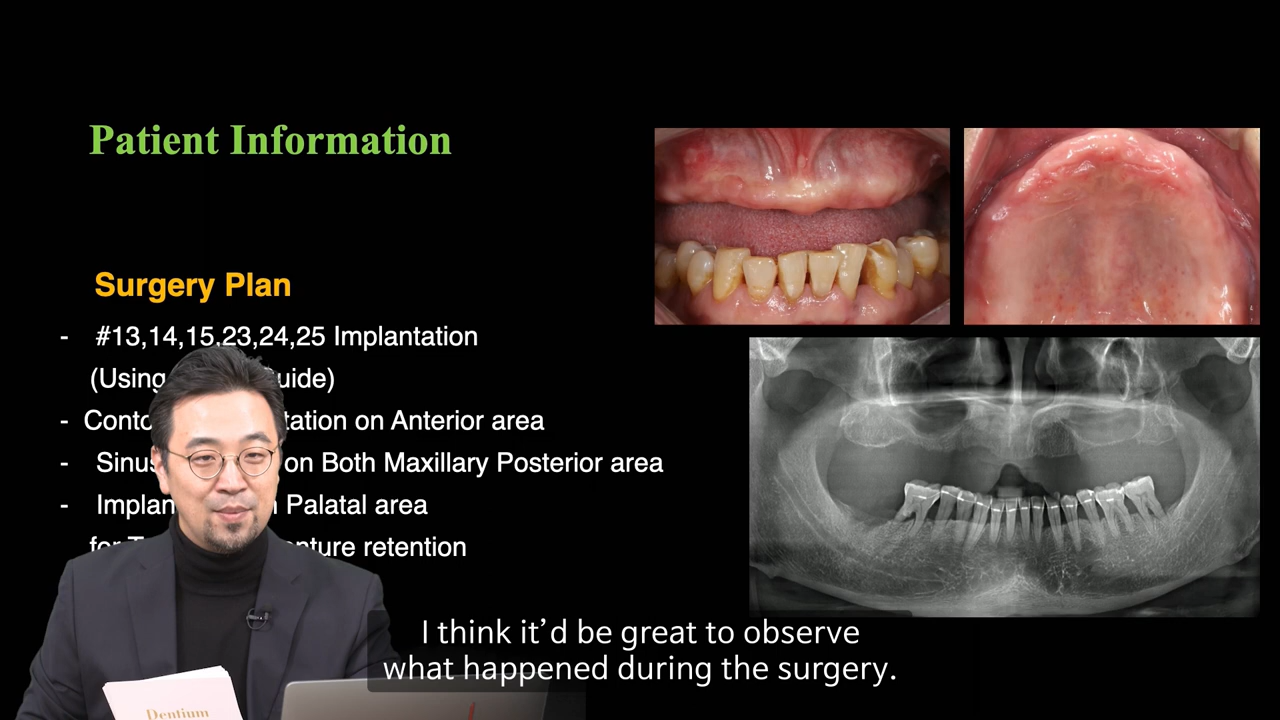 Patient Information
Surgery Plan
- #13,14,15,23,24,25 Implantation
(Using uide)
- Conto tation on Anterior area
- Sinus on Both Maxillary Posterior area
- Implan Palatal area
for nture retention
I think it’d be great to observe
what happened during the surgery.
Dentium